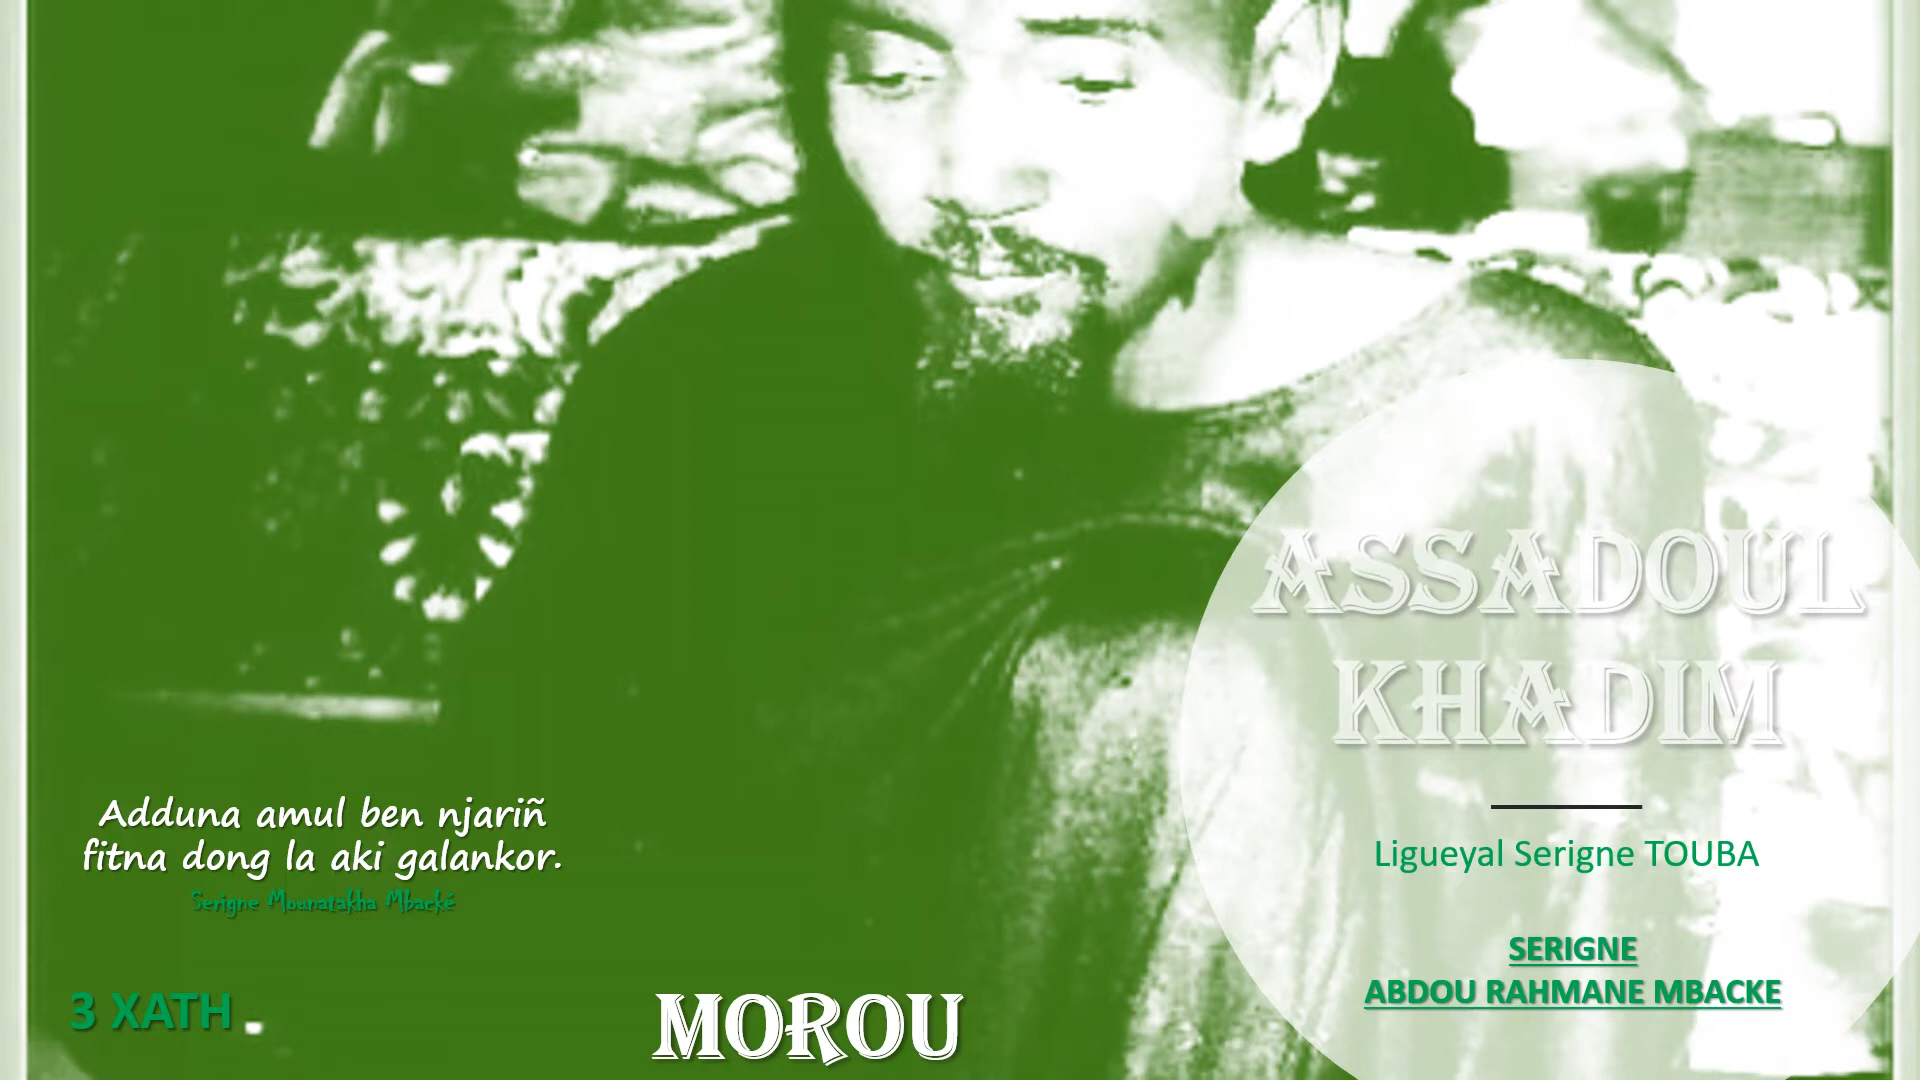 Adduna amul ben njariñ
fitna dong la aki galankor.
Serigne Mounatakha Mbacké
3 XATH
MOROU
ASSADOUL
KHADIM
Ligueyal Serigne TOUBA
SERIGNE
ABDOU RAHMANE MBACKE